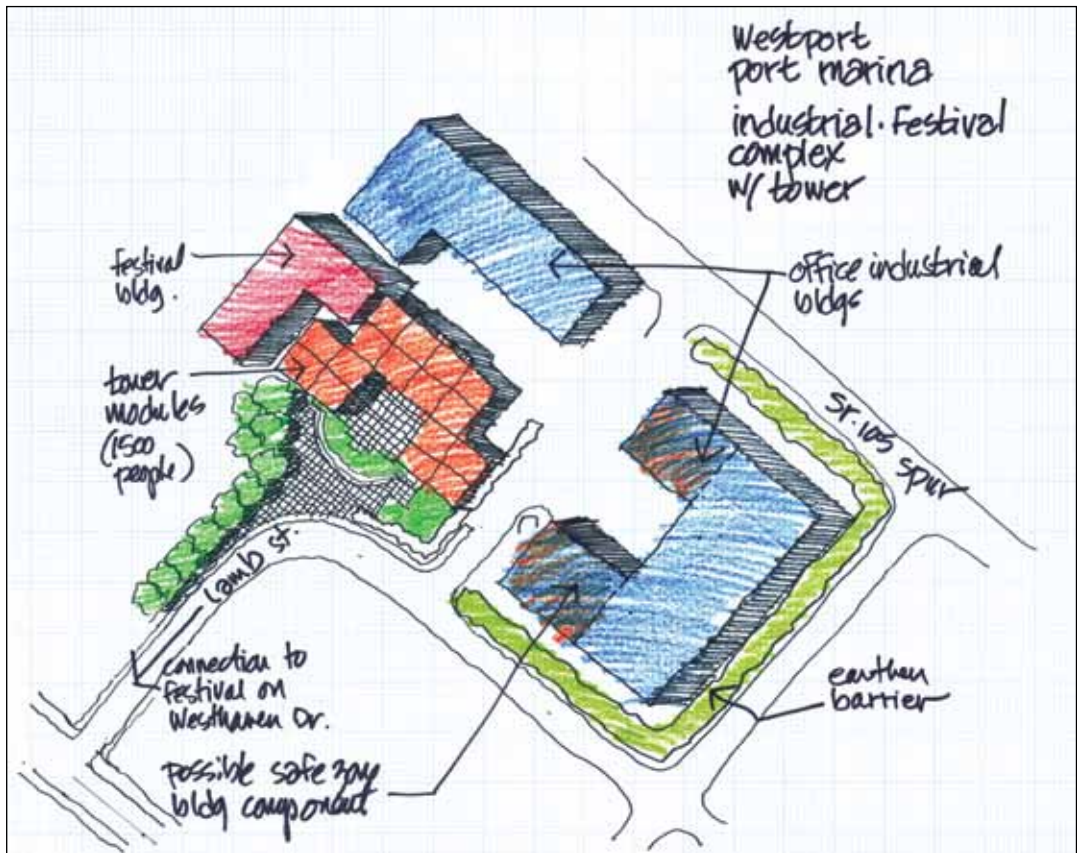 Westport
port marina
industrial · Festival
complex
w/ tower
festival
bldg.
office industrial
bldgs
tower
modules
(1500
people)
Sr. 105 spur
Lamb st.
connection to
festival on
Westhaven Dr.
earthen
barrier
possible safe zone
bldg component